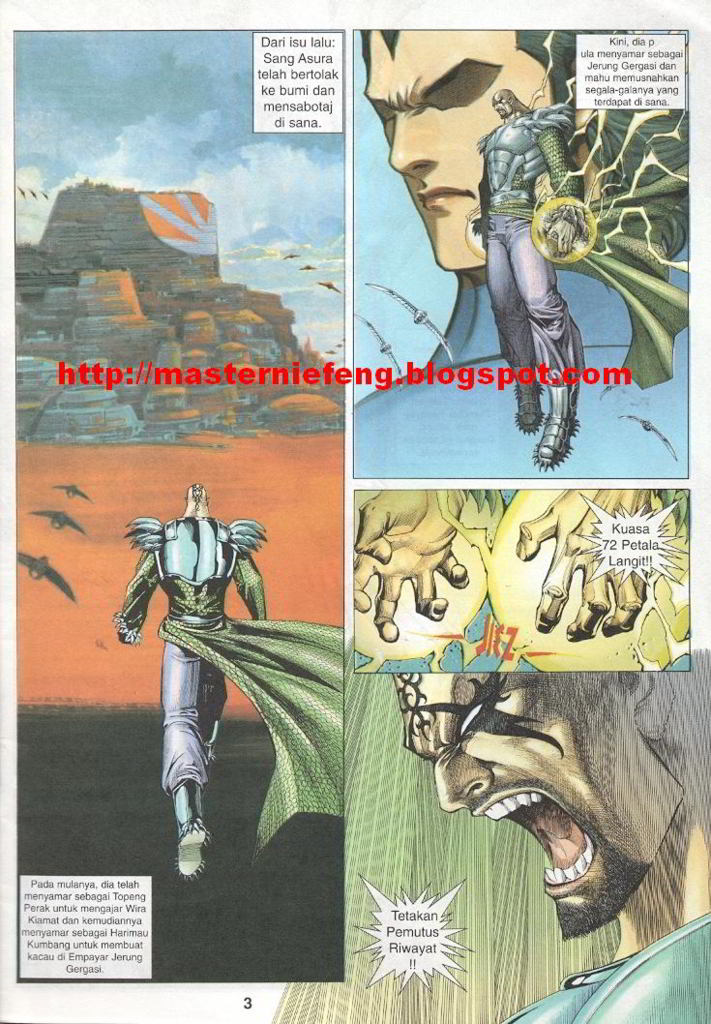 Dari isu lalu:
Sang Asura
telah bertolak
ke bumi dan
mensabotaj
di sana.
Kini, dia p
ula menyamar sebagai
Jerung Gergasi dan
mahu memusnahkan
segala-galanya yang
terdapat di sana.
http://masterniefeng.blogspot.com
Kuasa
72 Petala
Langit!!
JIEZ
Pada mulanya, dia telah
menyamar sebagai Topeng
Perak untuk mengajar Wira
Kiamat dan kemudiannya
menyamar sebagai Harimau
Kumbang untuk membuat
kacau di Empayar Jerung
Gergasi.
Tetakan
Pemutus
Riwayat
!!
3